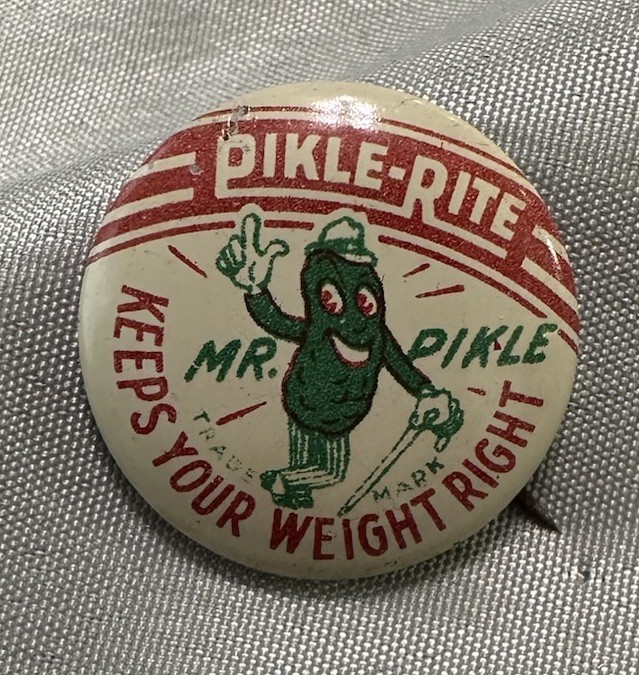 PIKLE-RITE
MR. PIKLE
TRADE MARK
KEEPS YOUR WEIGHT RIGHT